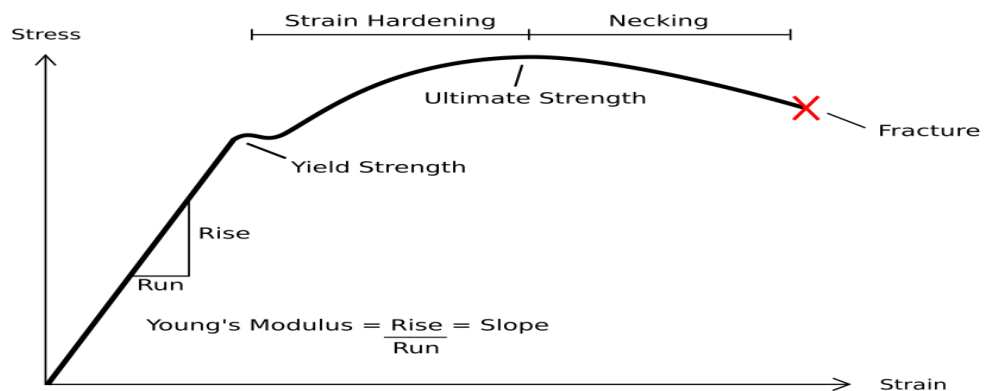 Strain Hardening
Necking
Stress
Ultimate Strength
Fracture
Yield Strength
Rise
Run
Young's Modulus = Rise = Slope
Run
Strain